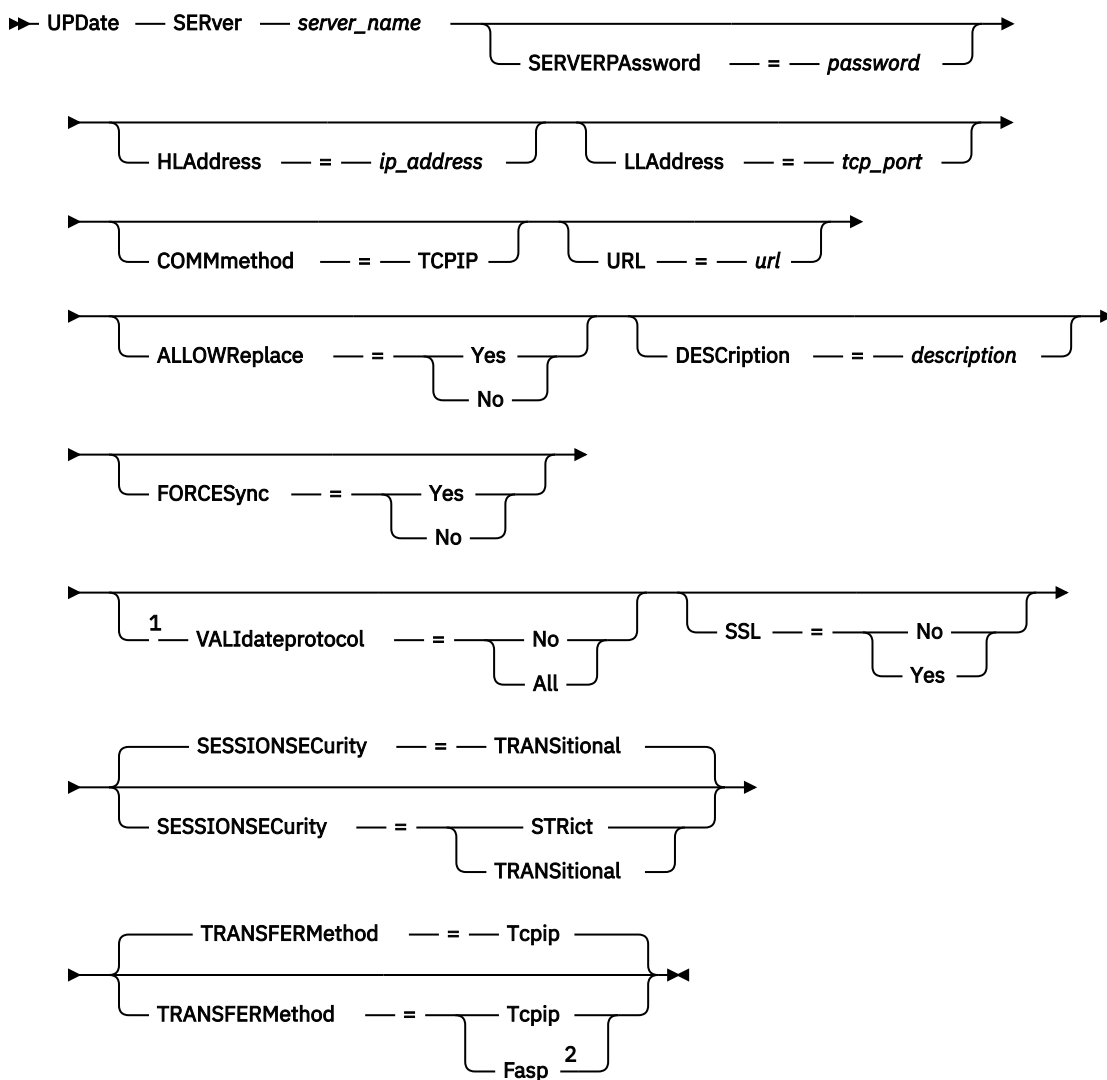 UPDate SERver server_name
SERVERPAssword = password
HLAddress = ip_address LLAddress = tcp_port
COMMmethod = TCPIP URL = url
ALLOWReplace = Yes DESCription = description
No
FORCESync = Yes
No
1 VALIdateprotocol = No SSL = No
All Yes
SESSIONSECurity = TRANSitional
SESSIONSECurity = STRict
TRANSitional
TRANSFERMethod = Tcpip
TRANSFERMethod = Tcpip
Fasp 2